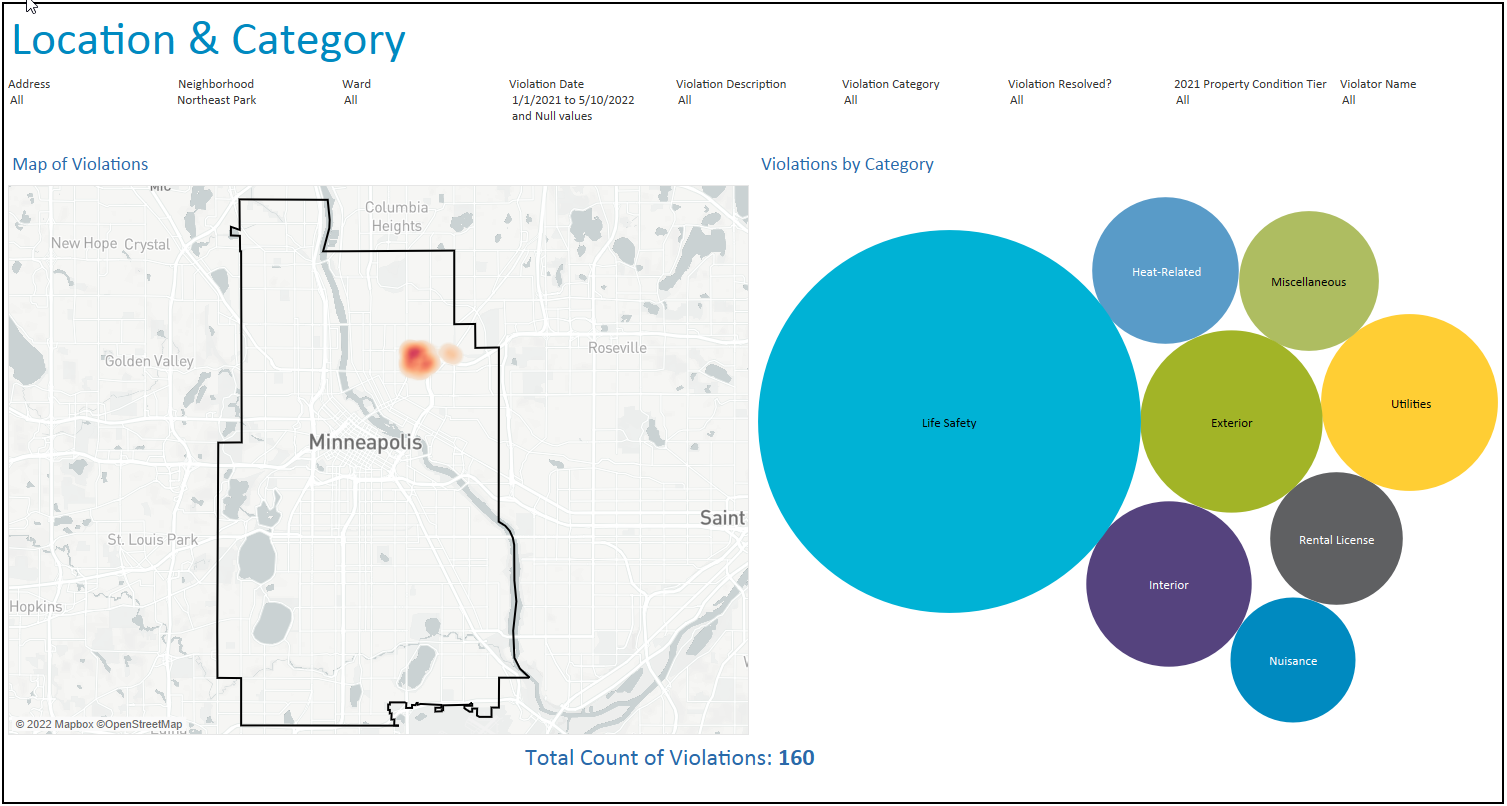 Location & Category
Address
All
Neighborhood
Northeast Park
Ward
All
Violation Date
1/1/2021 to 5/10/2022
and Null values
Violation Description
All
Violation Category
All
Violation Resolved?
All
2021 Property Condition Tier
All
Violator Name
All
Map of Violations
Columbia
Heights
New Hope
Crystal
Golden Valley
Roseville
Minneapolis
Saint
St. Louis Park
Hopkins
© 2022 Mapbox ©OpenStreetMap
Violations by Category
Heat-Related
Miscellaneous
Utilities
Life Safety
Exterior
Rental License
Interior
Nuisance
Total Count of Violations: 160